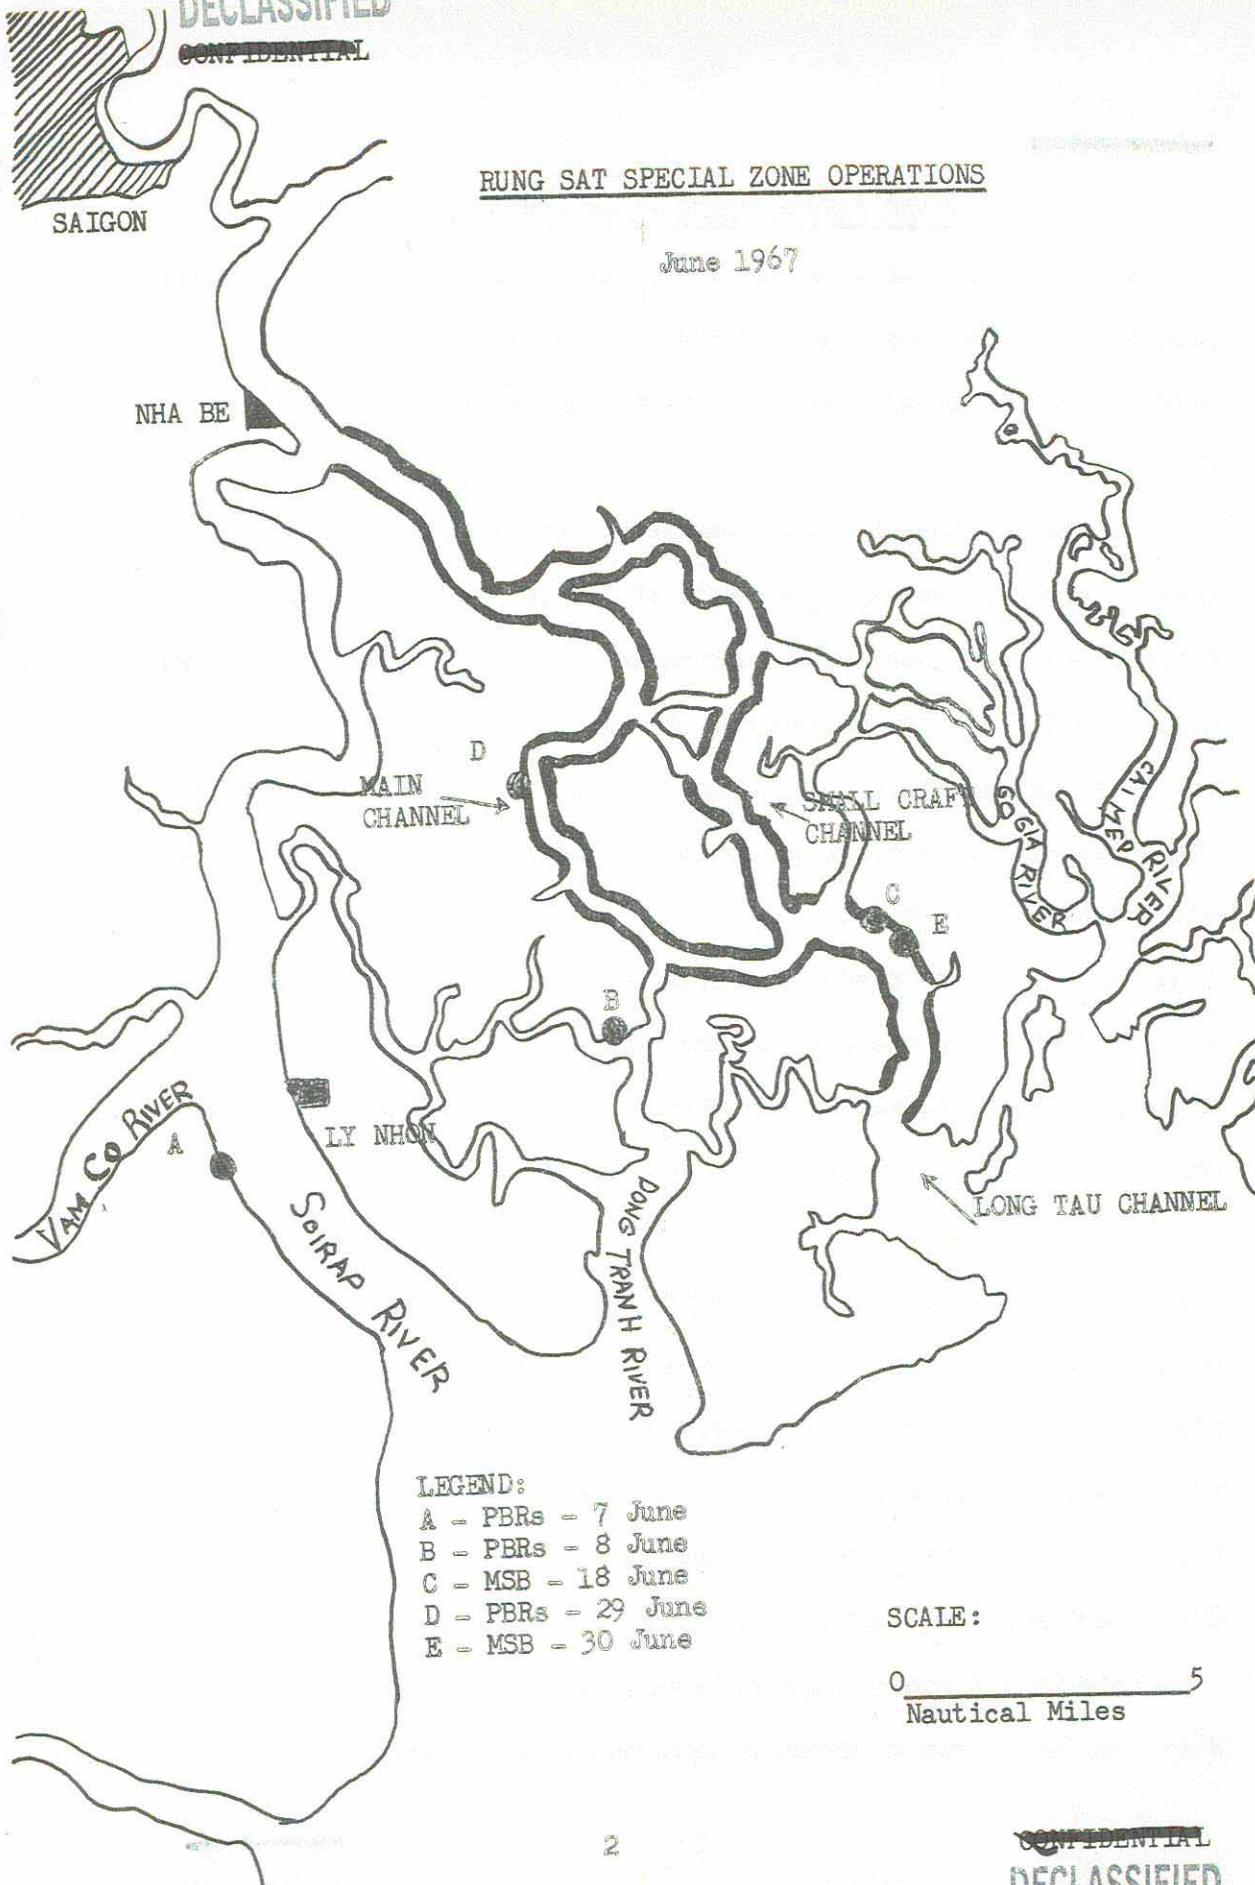 DECLASSIFIED
CONFIDENTIAL
RUNG SAT SPECIAL ZONE OPERATIONS
June 1967
SAIGON
NHA BE
D
MAIN
CHANNEL
SMALL CRAFT
CHANNEL
GO GIA RIVER
CAI MEP RIVER
C
E
B
VAM CO RIVER
A
LY NHON
SOIRAP RIVER
DONG TRANH RIVER
LONG TAU CHANNEL
LEGEND:
A - PBRs - 7 June
B - PBRs - 8 June
C - MSB - 18 June
D - PBRs - 29 June
E - MSB - 30 June
SCALE:
0 5
Nautical Miles
2
CONFIDENTIAL
DECLASSIFIED